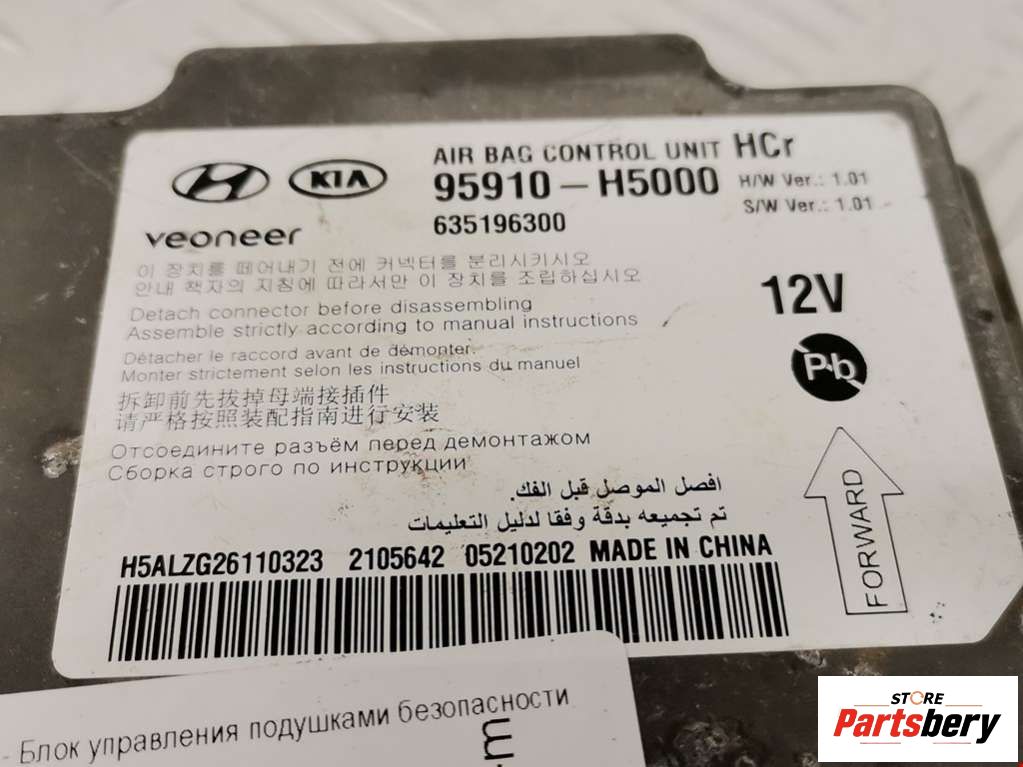 AIR BAG CONTROL UNIT HCr
KIA
95910-H5000
H/W Ver.: 1.01
S/W Ver.: 1.01
635196300
veoneer
이 장치를 떼어내기 전에 커넥터를 분리시키시오
안내 책자의 지침에 따라서만 이 장치를 조립하십시오
12V
Detach connector before disassembling
Assemble strictly according to manual instructions
Détacher le raccord avant de démonter.
Monter strictement selon les instructions du manuel
Pb
拆卸前先拔掉母端接插件
请严格按照装配指南进行安装
Отсоедините разъём перед демонтажом
Сборка строго по инструкции
افصل الموصل قبل الفك.
تم تجميعه بدقة وفقا لدليل التعليمات
FORWARD
H5ALZG26110323 2105642 05210202 MADE IN CHINA
- Блок управления подушками безопасности
STORE
Partsbery